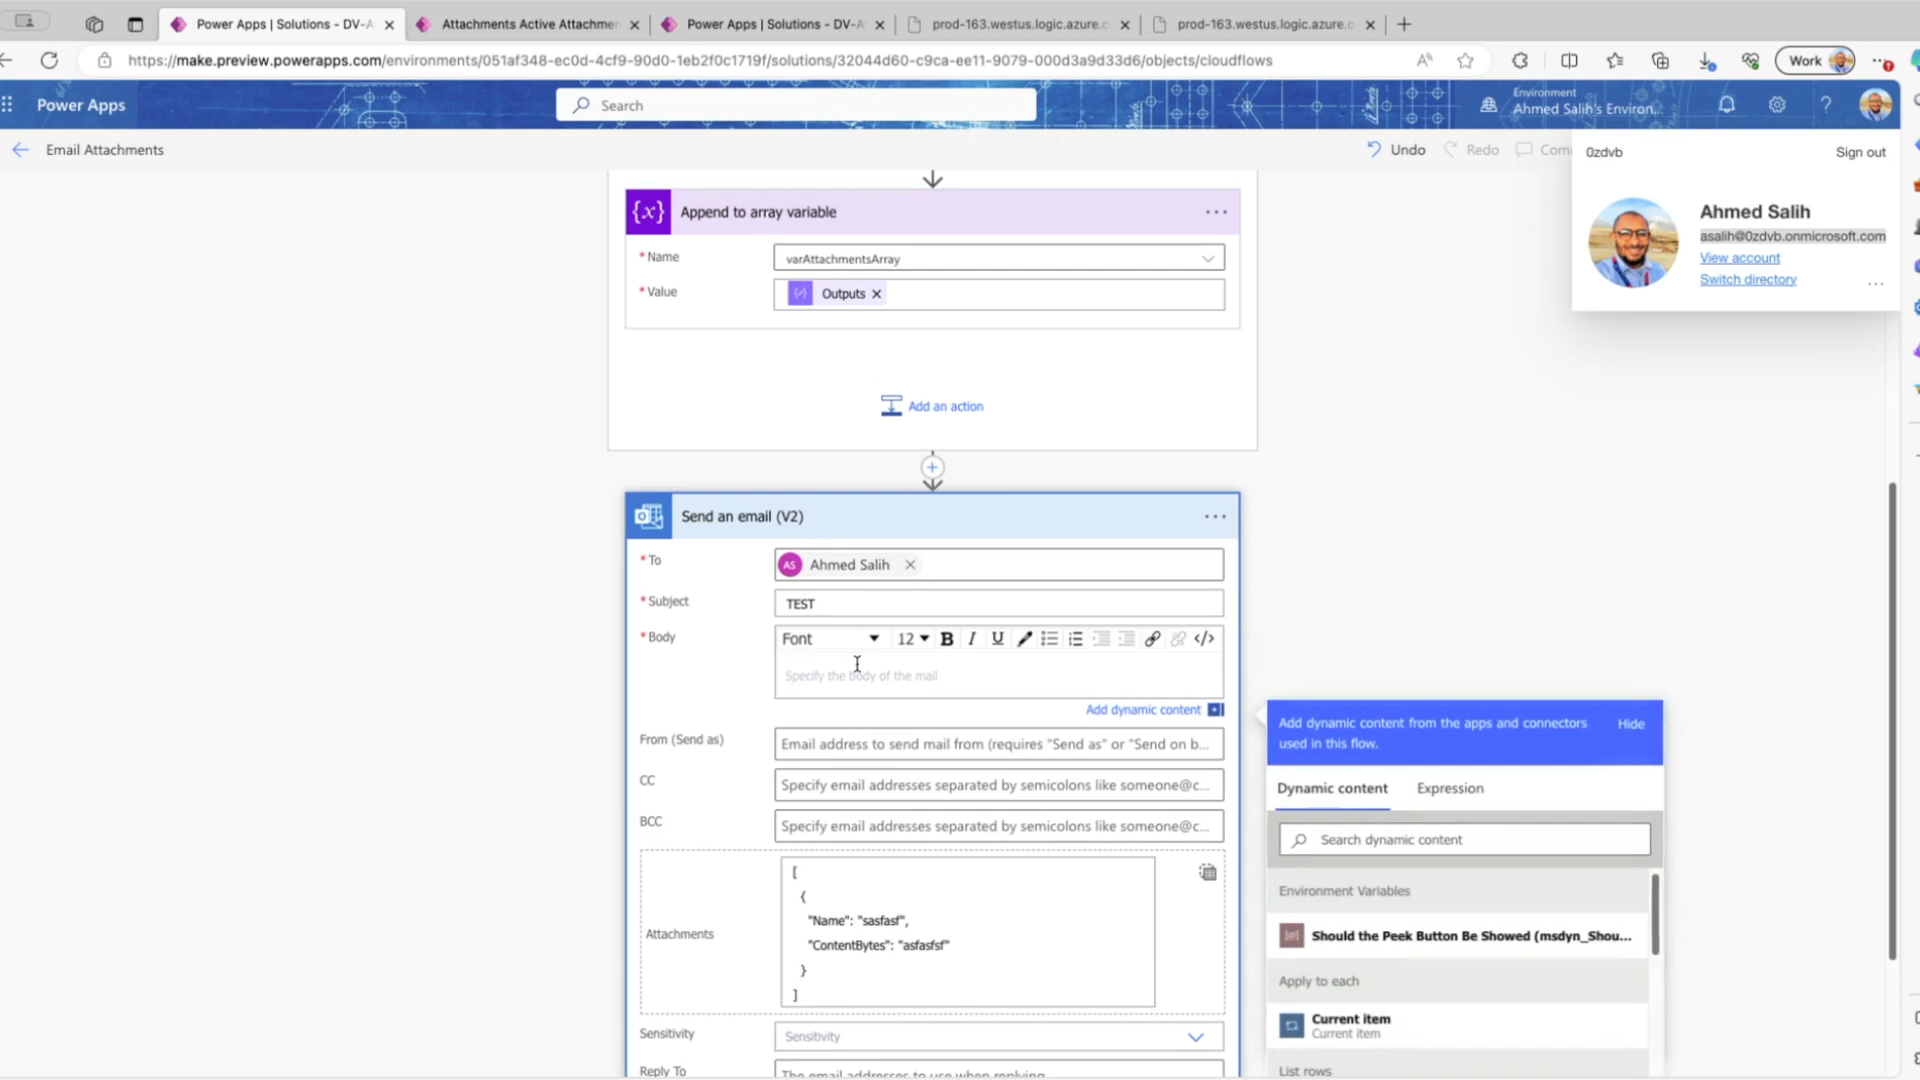 Power Apps | Solutions - DV-A
Attachments Active Attachmen
Power Apps | Solutions - DV-A
prod-163.westus.logic.azure.c
prod-163.westus.logic.azure.c
https://make.preview.powerapps.com/environments/051af348-ec0d-4cf9-90d0-1eb2f0c1719f/solutions/32044d60-c9ca-ee11-9079-000d3a9d33d6/objects/cloudflows
Work
Power Apps
Search
Environment
Ahmed Salih's Environ...
Email Attachments
Undo
Redo
Com
0zdvb
Sign out
Ahmed Salih
asalih@0zdvb.onmicrosoft.com
View account
Switch directory
{x} Append to array variable
* Name
varAttachmentsArray
* Value
Outputs
Add an action
Send an email (V2)
* To
AS Ahmed Salih
* Subject
TEST
* Body
Font 12 B I U </>
Specify the body of the mail
Add dynamic content
From (Send as)
Email address to send mail from (requires "Send as" or "Send on b...
CC
Specify email addresses separated by semicolons like someone@c...
BCC
Specify email addresses separated by semicolons like someone@c...
Attachments
[
{
"Name": "sasfasf",
"ContentBytes": "asfasfsf"
}
]
Sensitivity
Sensitivity
Reply To
The email addresses to use when replying
Add dynamic content from the apps and connectors
used in this flow.
Hide
Dynamic content
Expression
Search dynamic content
Environment Variables
Should the Peek Button Be Showed (msdyn_Shou...
Apply to each
Current item
Current item
List rows